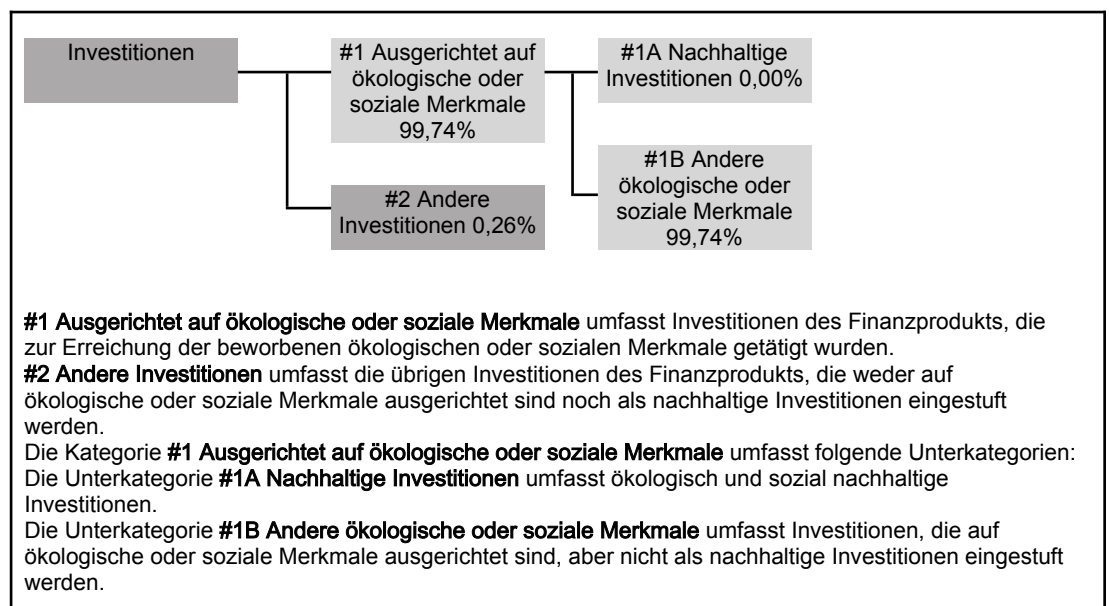 Investitionen
#1 Ausgerichtet auf
ökologische oder
soziale Merkmale
99,74%
#1A Nachhaltige
Investitionen 0,00%
#2 Andere
Investitionen 0,26%
#1B Andere
ökologische oder
soziale Merkmale
99,74%
#1 Ausgerichtet auf ökologische oder soziale Merkmale umfasst Investitionen des Finanzprodukts, die
zur Erreichung der beworbenen ökologischen oder sozialen Merkmale getätigt wurden.
#2 Andere Investitionen umfasst die übrigen Investitionen des Finanzprodukts, die weder auf
ökologische oder soziale Merkmale ausgerichtet sind noch als nachhaltige Investitionen eingestuft
werden.
Die Kategorie #1 Ausgerichtet auf ökologische oder soziale Merkmale umfasst folgende Unterkategorien:
Die Unterkategorie #1A Nachhaltige Investitionen umfasst ökologisch und sozial nachhaltige
Investitionen.
Die Unterkategorie #1B Andere ökologische oder soziale Merkmale umfasst Investitionen, die auf
ökologische oder soziale Merkmale ausgerichtet sind, aber nicht als nachhaltige Investitionen eingestuft
werden.